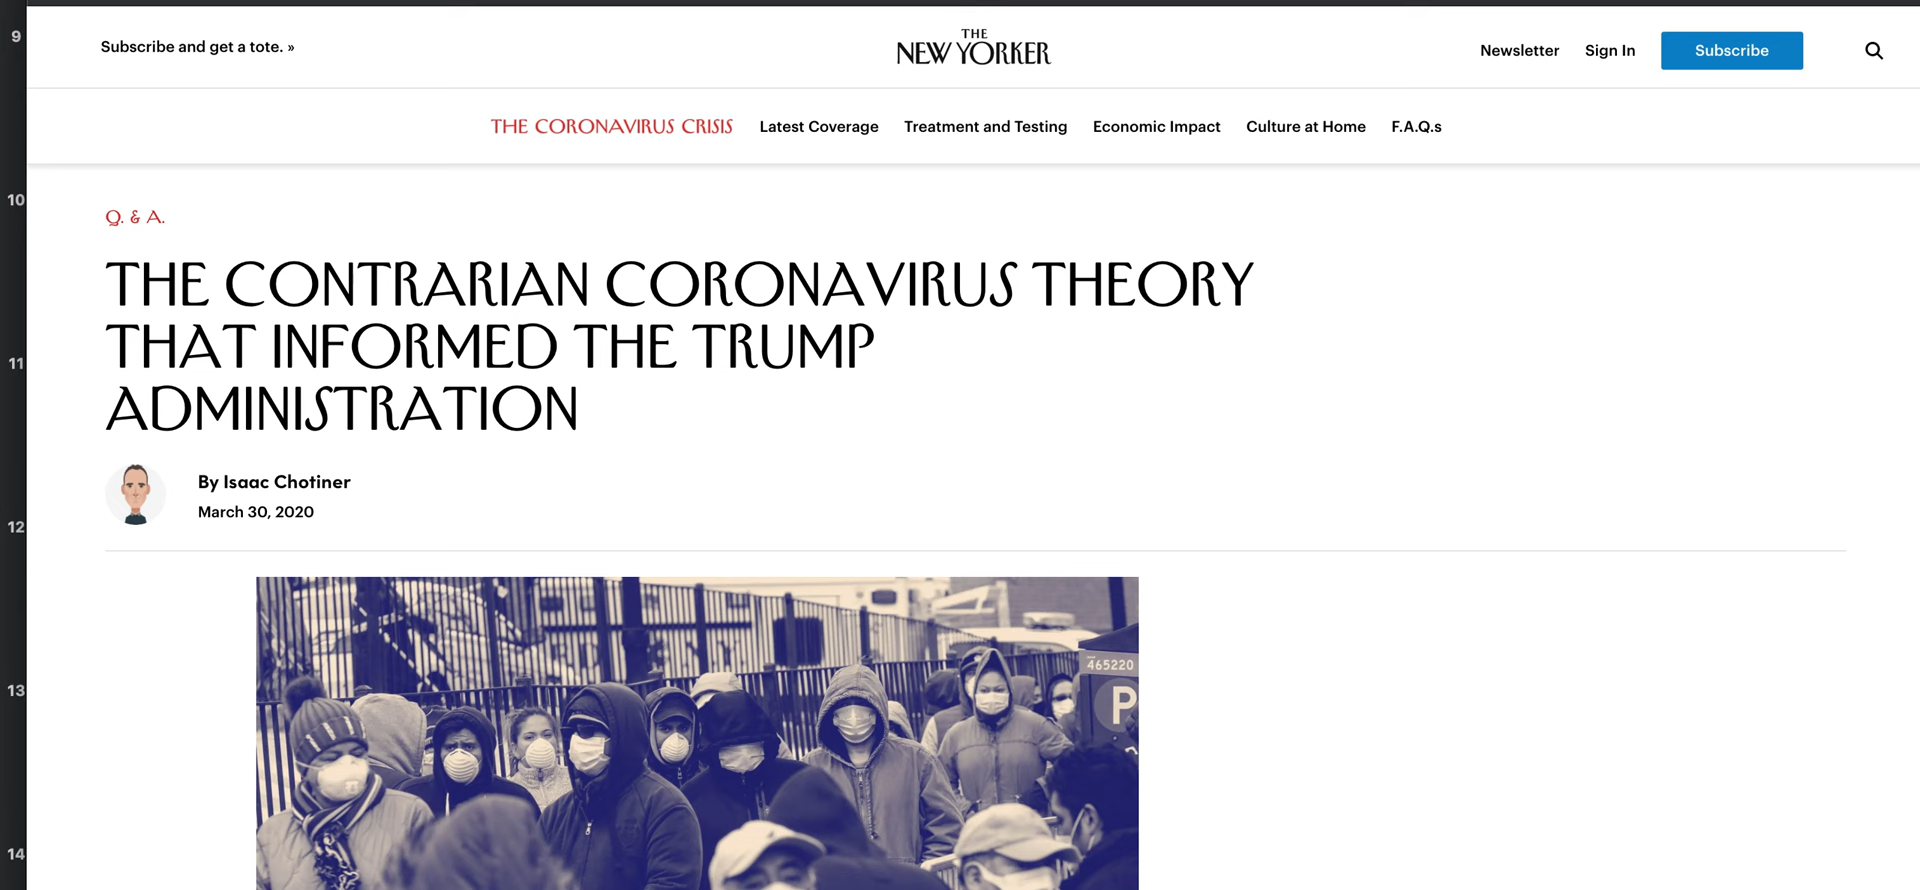 9
Subscribe and get a tote. »
THE
NEW YORKER
Newsletter Sign In Subscribe
THE CORONAVIRUS CRISIS Latest Coverage Treatment and Testing Economic Impact Culture at Home F.A.Q.s
10
Q. & A.
THE CONTRARIAN CORONAVIRUS THEORY
THAT INFORMED THE TRUMP
11
ADMINISTRATION
By Isaac Chotiner
March 30, 2020
12
465220
13
P
14